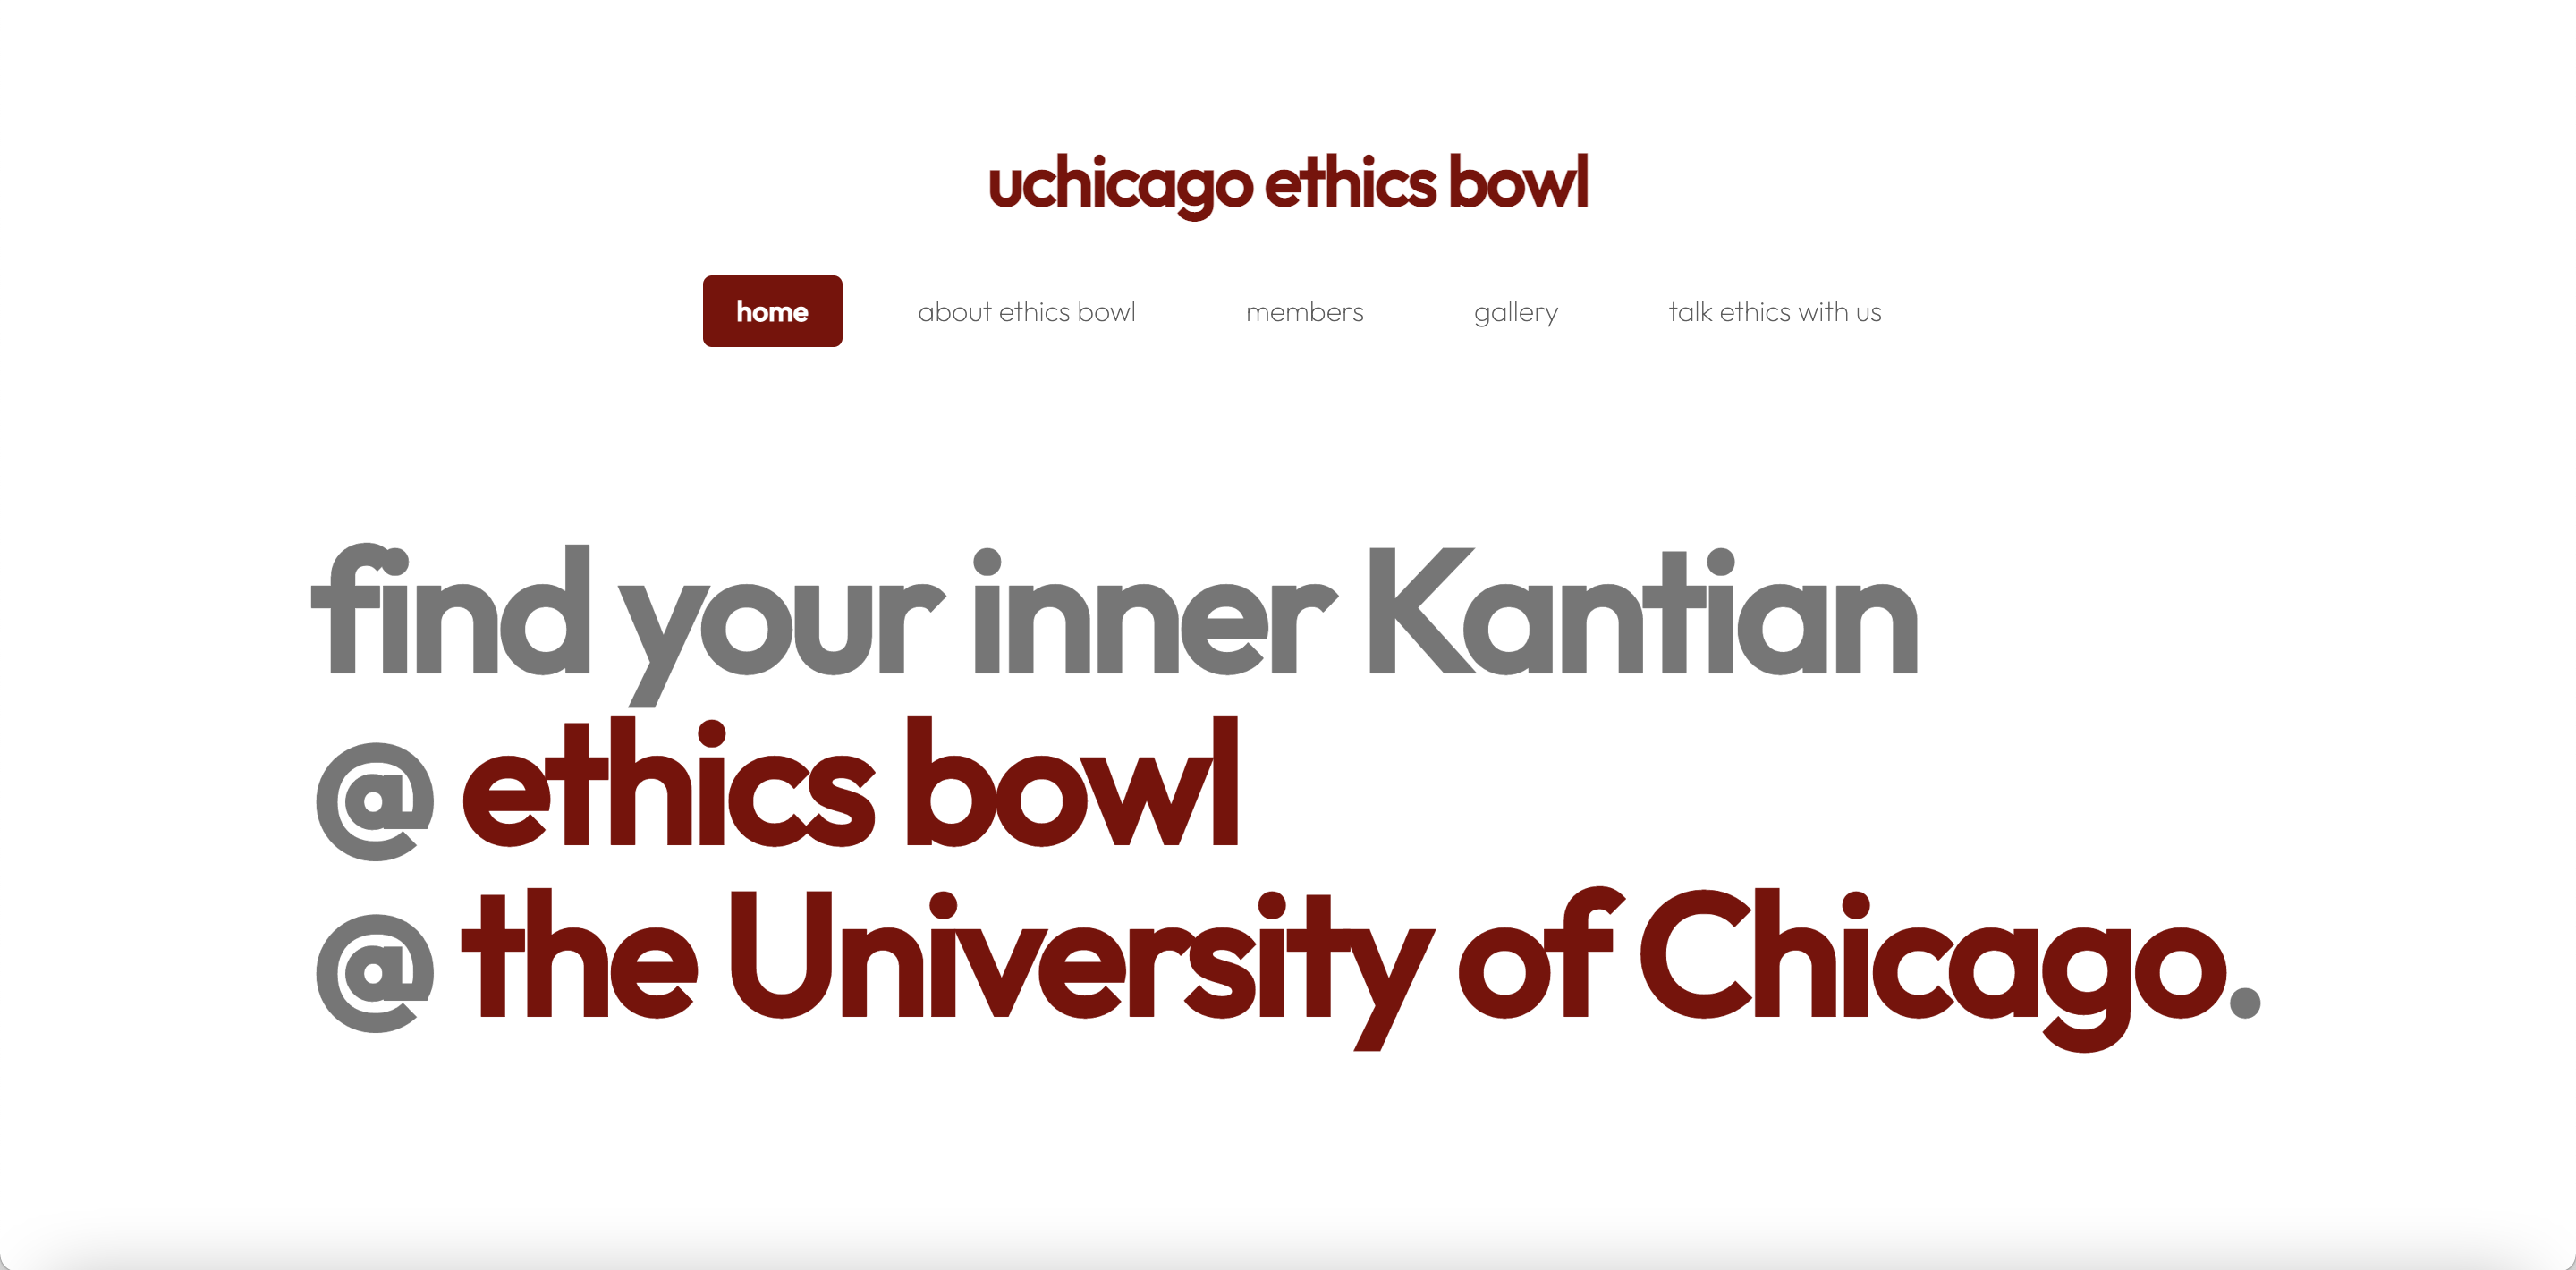 uchicago ethics bowl
home about ethics bowl members gallery talk ethics with us
find your inner Kantian
@ ethics bowl
@ the University of Chicago.